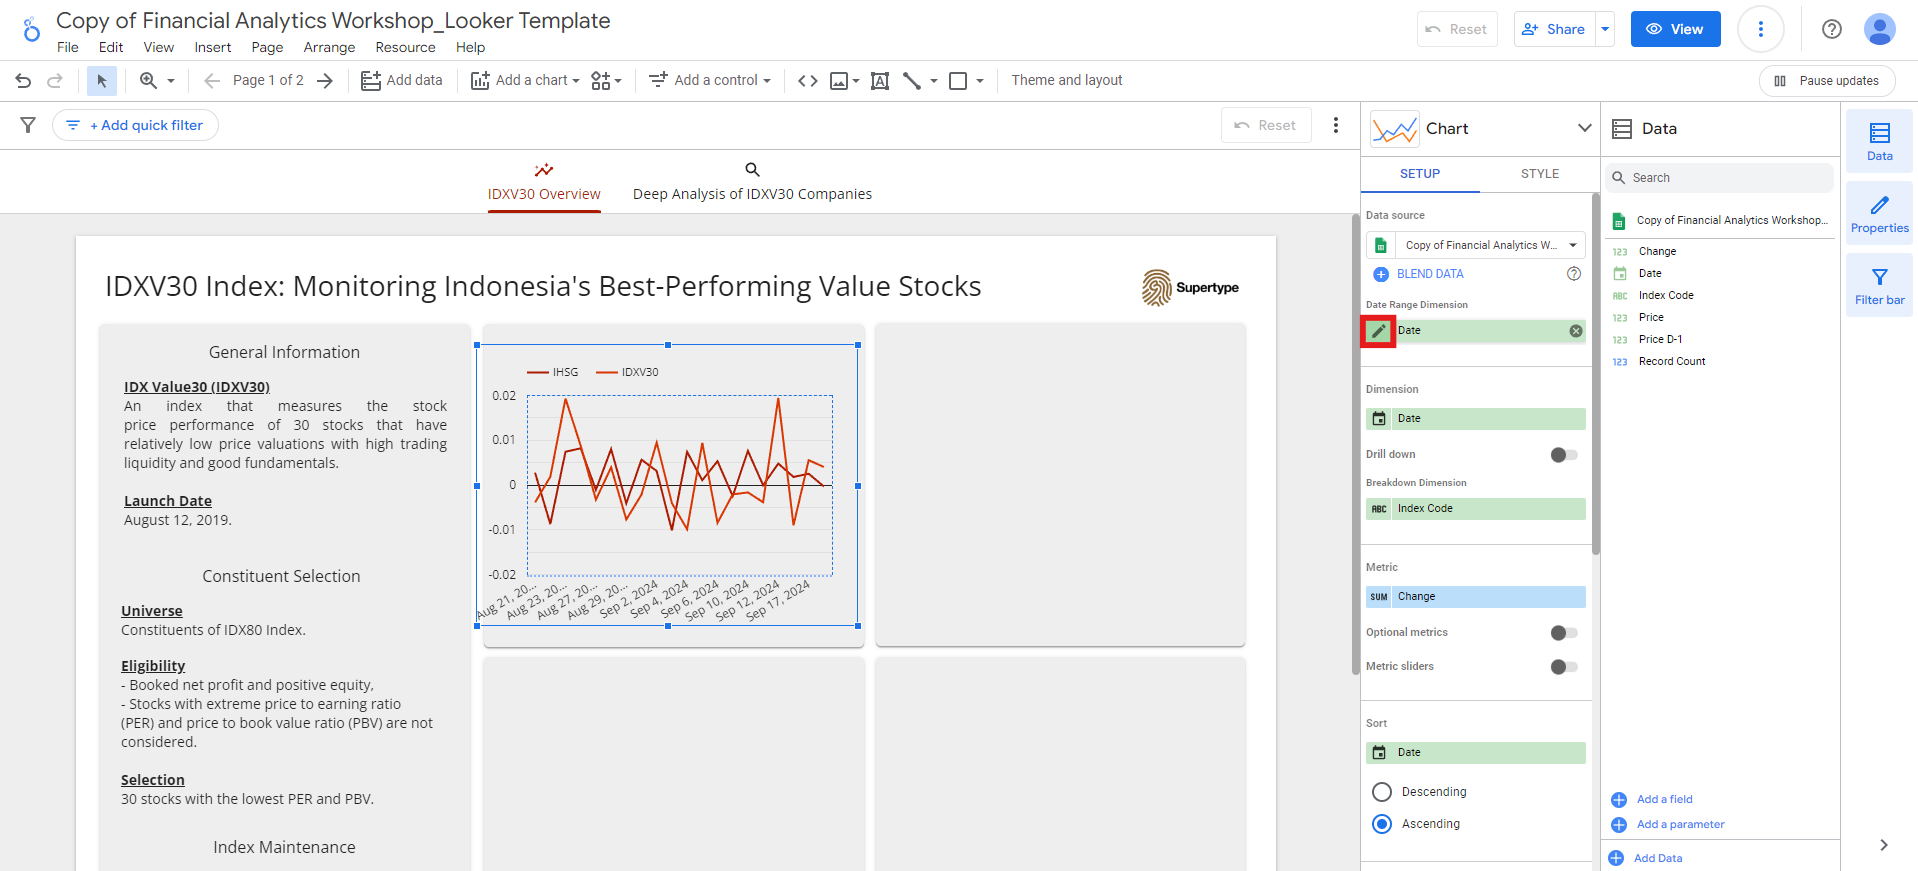 Copy of Financial Analytics Workshop_Looker Template
File Edit View Insert Page Arrange Resource Help
Reset
Share
View
Page 1 of 2
Add data
Add a chart
Add a control
Theme and layout
Pause updates
+ Add quick filter
Reset
IDXV30 Overview
Deep Analysis of IDXV30 Companies
IDXV30 Index: Monitoring Indonesia's Best-Performing Value Stocks
Supertype
General Information
IDX Value30 (IDXV30)
An index that measures the stock
price performance of 30 stocks that have
relatively low price valuations with high trading
liquidity and good fundamentals.
Launch Date
August 12, 2019.
Constituent Selection
Universe
Constituents of IDX80 Index.
Eligibility
- Booked net profit and positive equity,
- Stocks with extreme price to earning ratio
(PER) and price to book value ratio (PBV) are not
considered.
Selection
30 stocks with the lowest PER and PBV.
Index Maintenance
IHSG IDXV30
0.02
0.01
0
-0.01
-0.02
Aug 21, 20...
Aug 23, 20...
Aug 27, 20...
Aug 29, 20...
Sep 2, 2024
Sep 4, 2024
Sep 6, 2024
Sep 10, 2024
Sep 12, 2024
Sep 17, 2024
Chart
SETUP STYLE
Data source
Copy of Financial Analytics W...
BLEND DATA
Date Range Dimension
Date
Dimension
Date
Drill down
Breakdown Dimension
ABC Index Code
Metric
SUM Change
Optional metrics
Metric sliders
Sort
Date
Descending
Ascending
Data
Search
Copy of Financial Analytics Workshop...
123 Change
Date
ABC Index Code
123 Price
123 Price D-1
123 Record Count
Add a field
Add a parameter
Add Data
Data
Properties
Filter bar